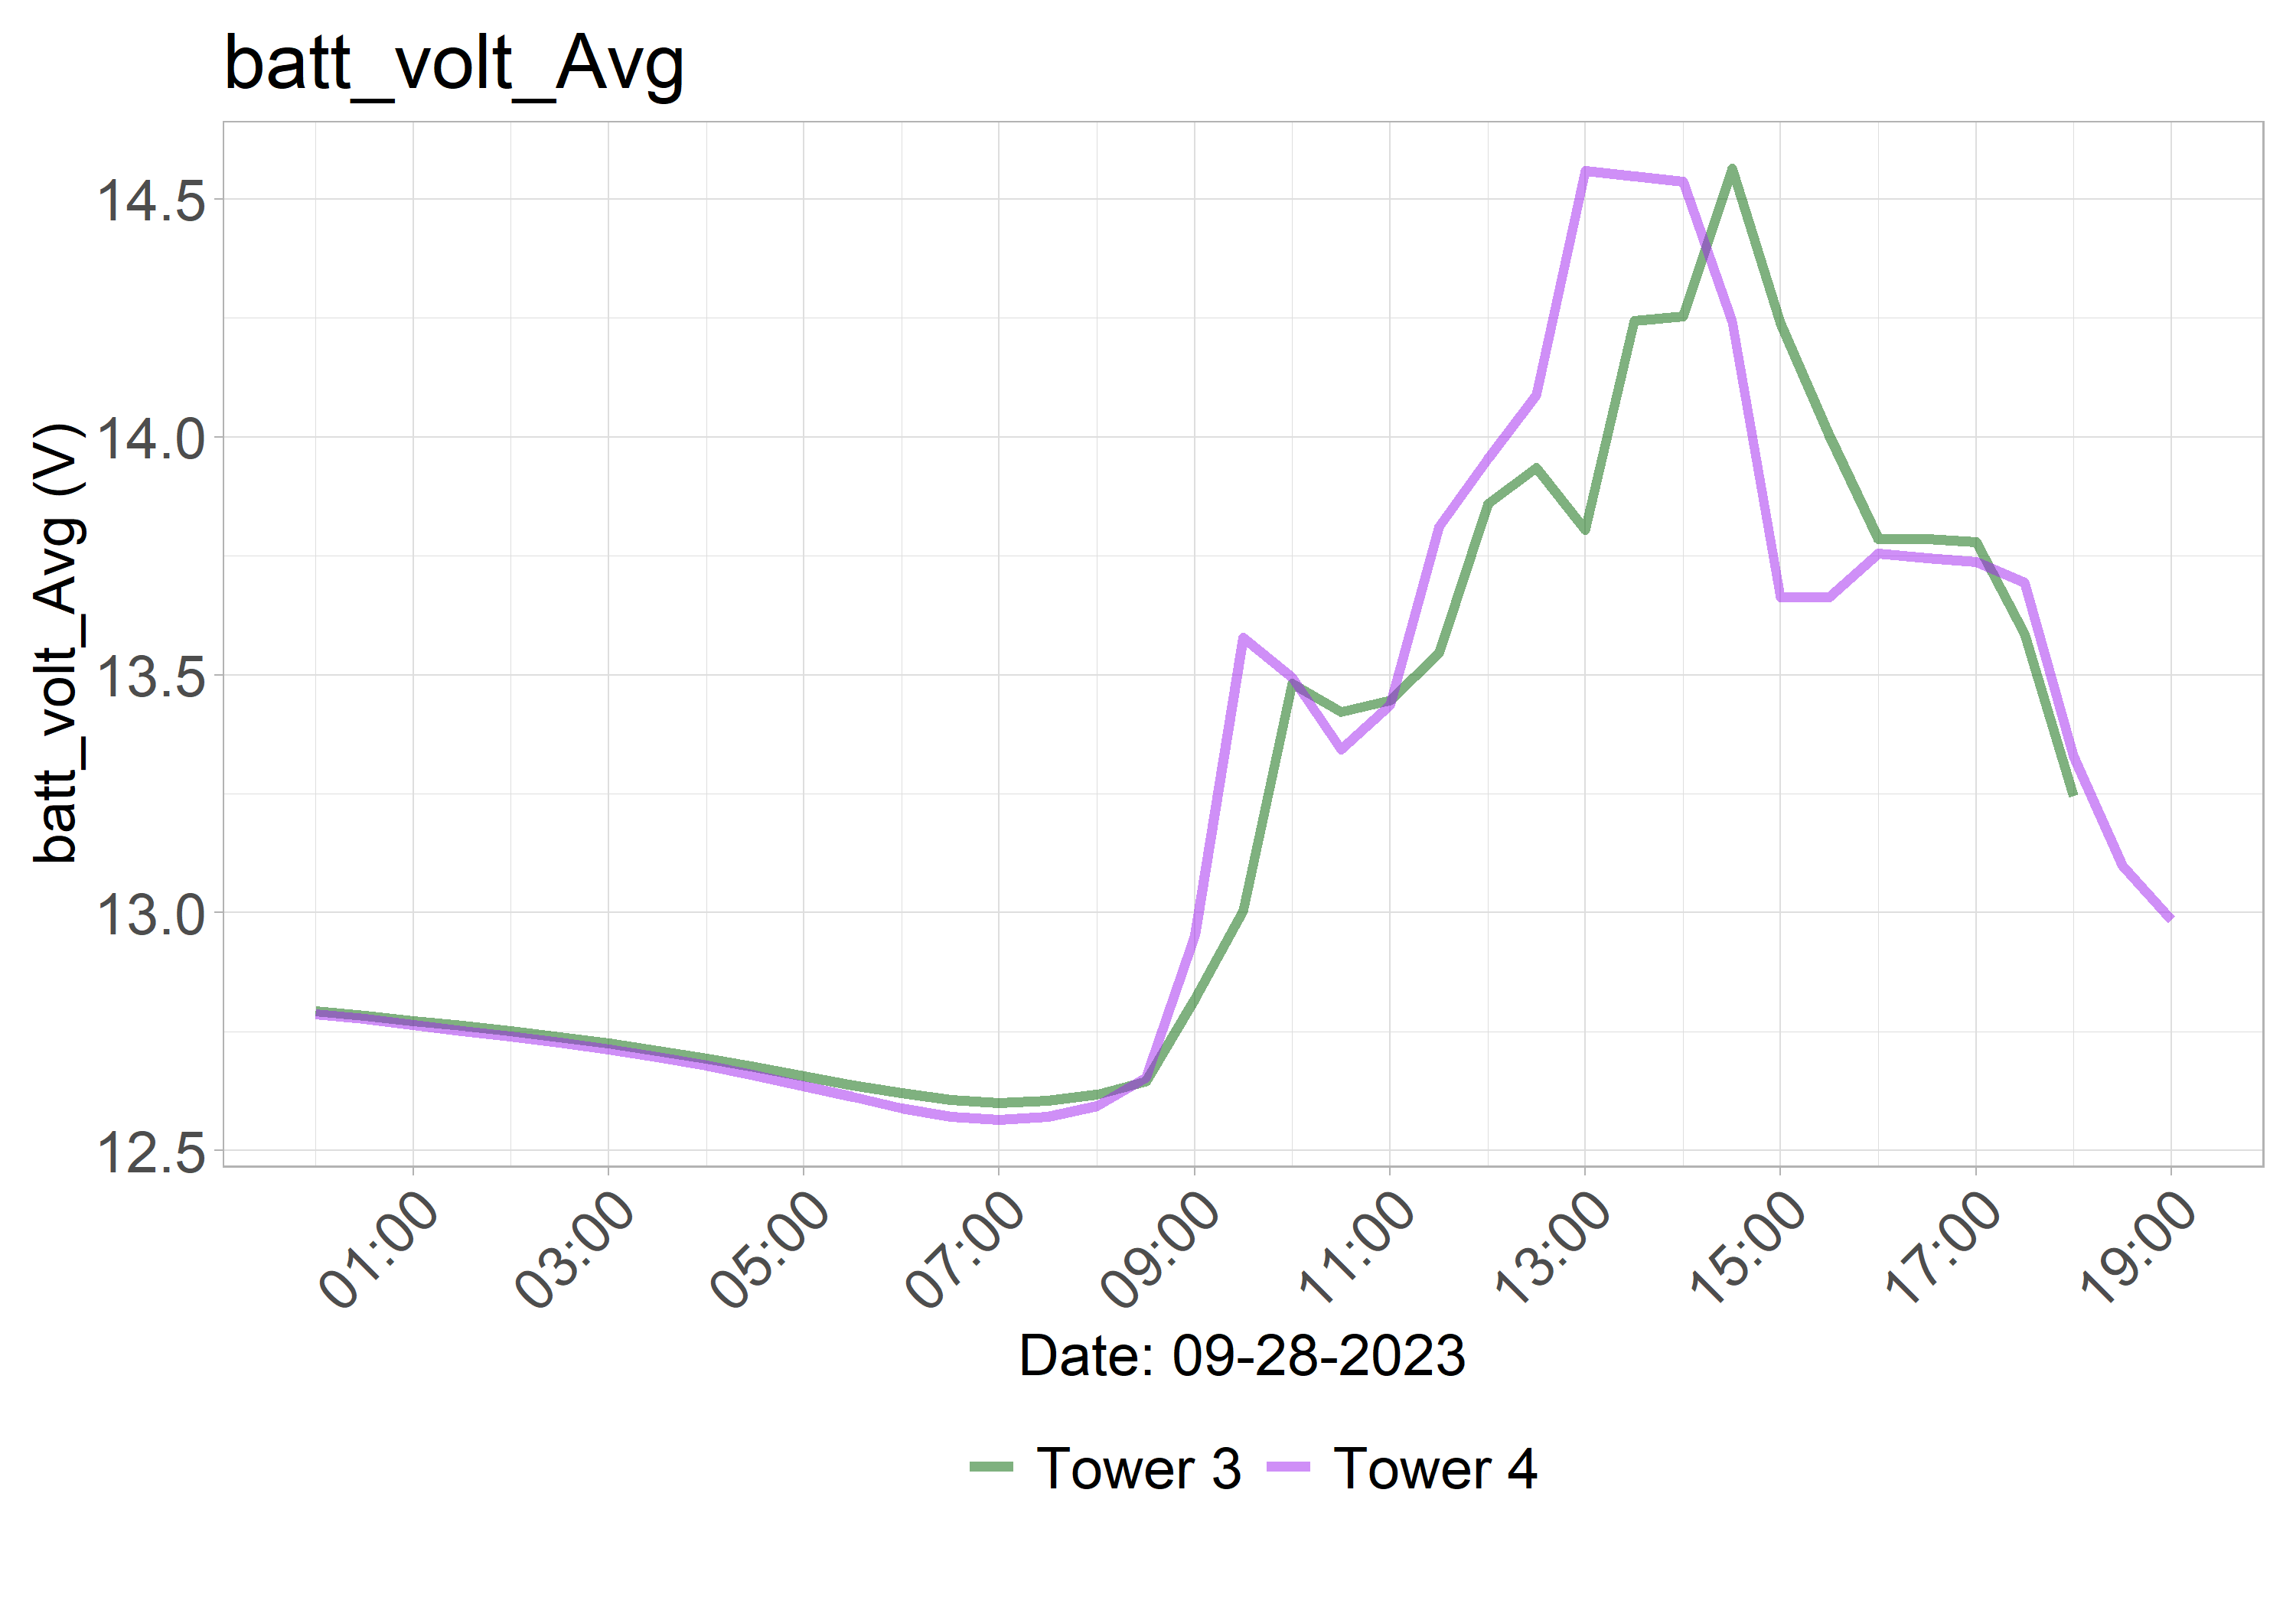 batt_volt_Avg
batt_volt_Avg (V)
14.5
14.0
13.5
13.0
12.5
01:00 03:00 05:00 07:00 09:00 11:00 13:00 15:00 17:00 19:00
Date: 09-28-2023
Tower 3 Tower 4